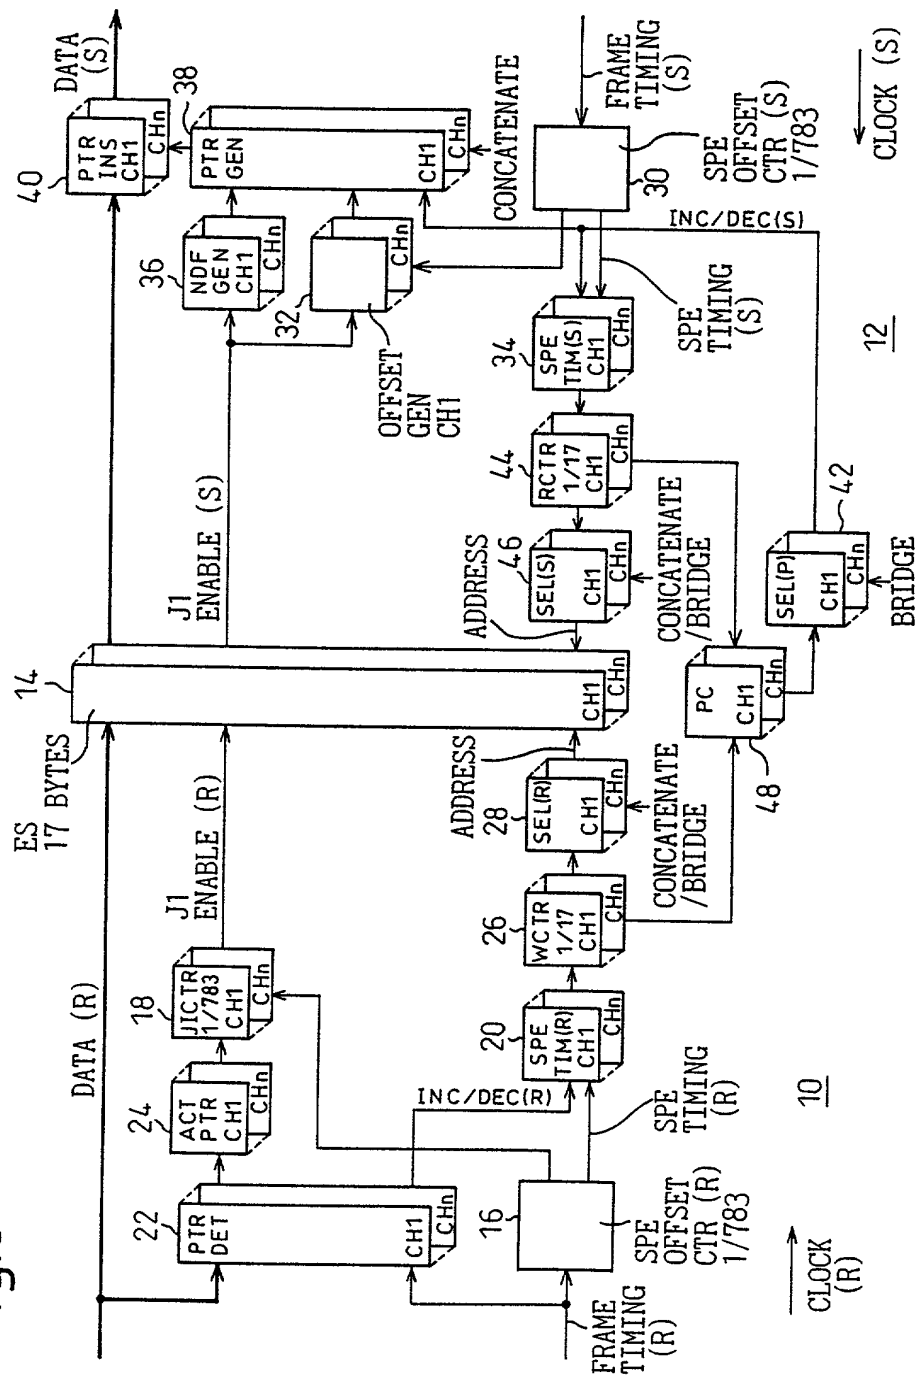 DATA (R)
ES
17 BYTES
14
DATA
(S)
40
PTR
INS
CH1
CHn
38
PTR
GEN
CH1
CHn
CONCATENATE
FRAME
TIMING
(S)
22
PTR
DET
CH1
CHn
24
ACT
PTR
CH1
CHn
18
JICTR
1/783
CH1
CHn
J1
ENABLE (R)
CH1
CHn
J1
ENABLE (S)
36
NDF
GEN
CH1
CHn
32
CHn
OFFSET
GEN
CH1
30
SPE
OFFSET
CTR (S)
1/783
INC/DEC(R)
INC/DEC(S)
FRAME
TIMING
(R)
16
SPE
OFFSET
CTR (R)
1/783
SPE
TIMING
(R)
20
SPE
TIM(R)
CH1
CHn
26
WCTR
1/17
CH1
CHn
28
SEL(R)
CH1
CHn
ADDRESS
CONCATENATE
/BRIDGE
ADDRESS
46
SEL(S)
CH1
CHn
CONCATENATE
/BRIDGE
44
RCTR
1/17
CH1
CHn
34
SPE
TIM(S)
CH1
CHn
SPE
TIMING
(S)
PC
CH1
CHn
48
SEL(P)
CH1
CHn
42
BRIDGE
CLOCK
(R)
10
12
CLOCK (S)